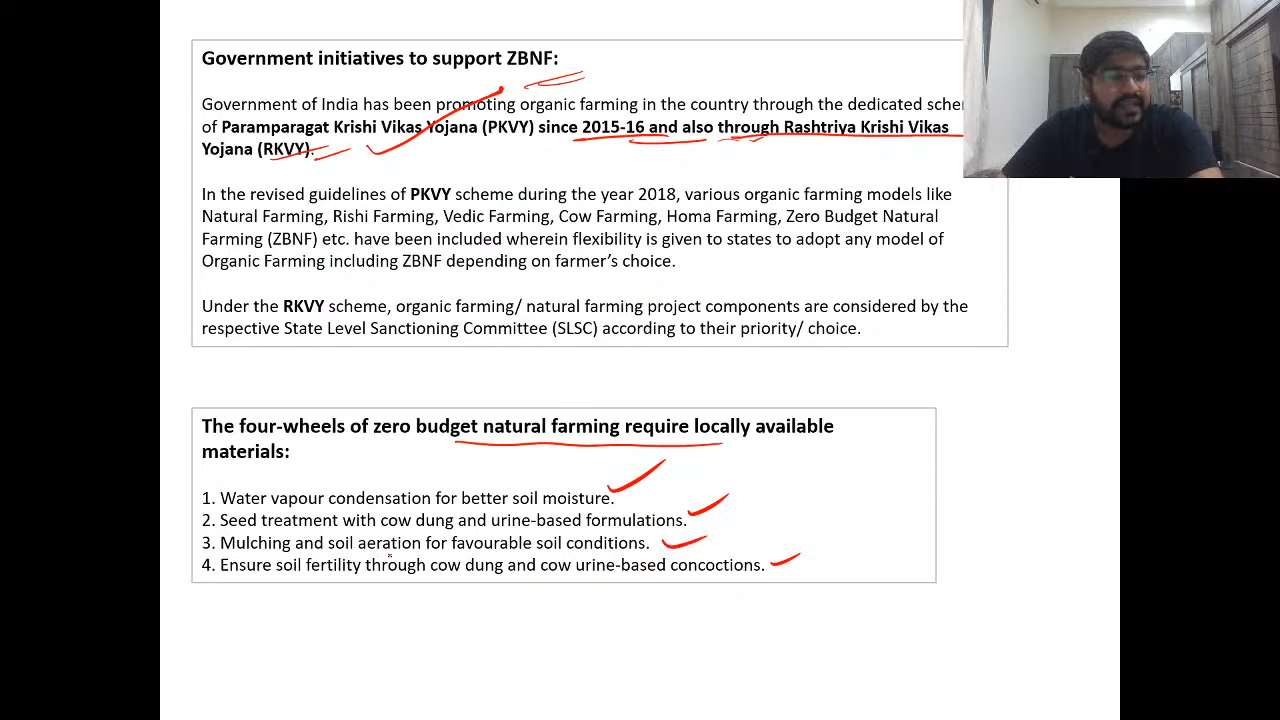 Government initiatives to support ZBNF:
Government of India has been promoting organic farming in the country through the dedicated
of Paramparagat Krishi Vikas Yojana (PKVY) since 2015-16 and also through Rashtriya Krishi Vikas
Yojana (RKVY).
In the revised guidelines of PKVY scheme during the year 2018, various organic farming models like
Natural Farming, Rishi Farming, Vedic Farming, Cow Farming, Homa Farming, Zero Budget Natural
Farming (ZBNF) etc. have been included wherein flexibility is given to states to adopt any model of
Organic Farming including ZBNF depending on farmer’s choice.
Under the RKVY scheme, organic farming/ natural farming project components are considered by the
respective State Level Sanctioning Committee (SLSC) according to their priority/ choice.
The four-wheels of zero budget natural farming require locally available
materials:
1. Water vapour condensation for better soil moisture.
2. Seed treatment with cow dung and urine-based formulations.
3. Mulching and soil aeration for favourable soil conditions.
4. Ensure soil fertility through cow dung and cow urine-based concoctions.